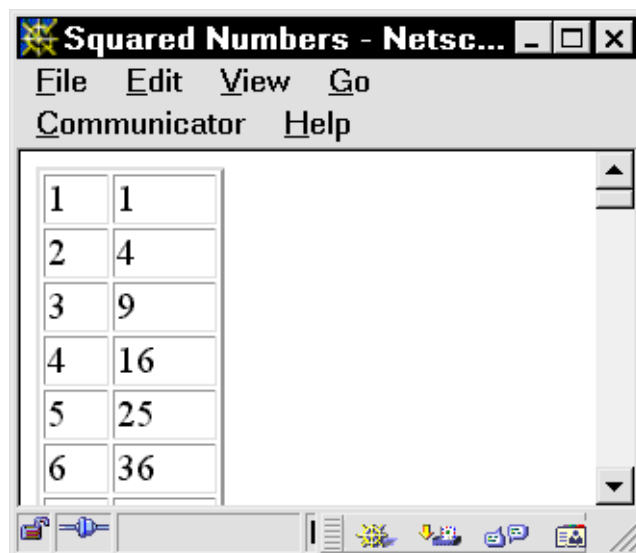 Squared Numbers - Netsc...
File Edit View Go
Communicator Help
1 1
2 4
3 9
4 16
5 25
6 36